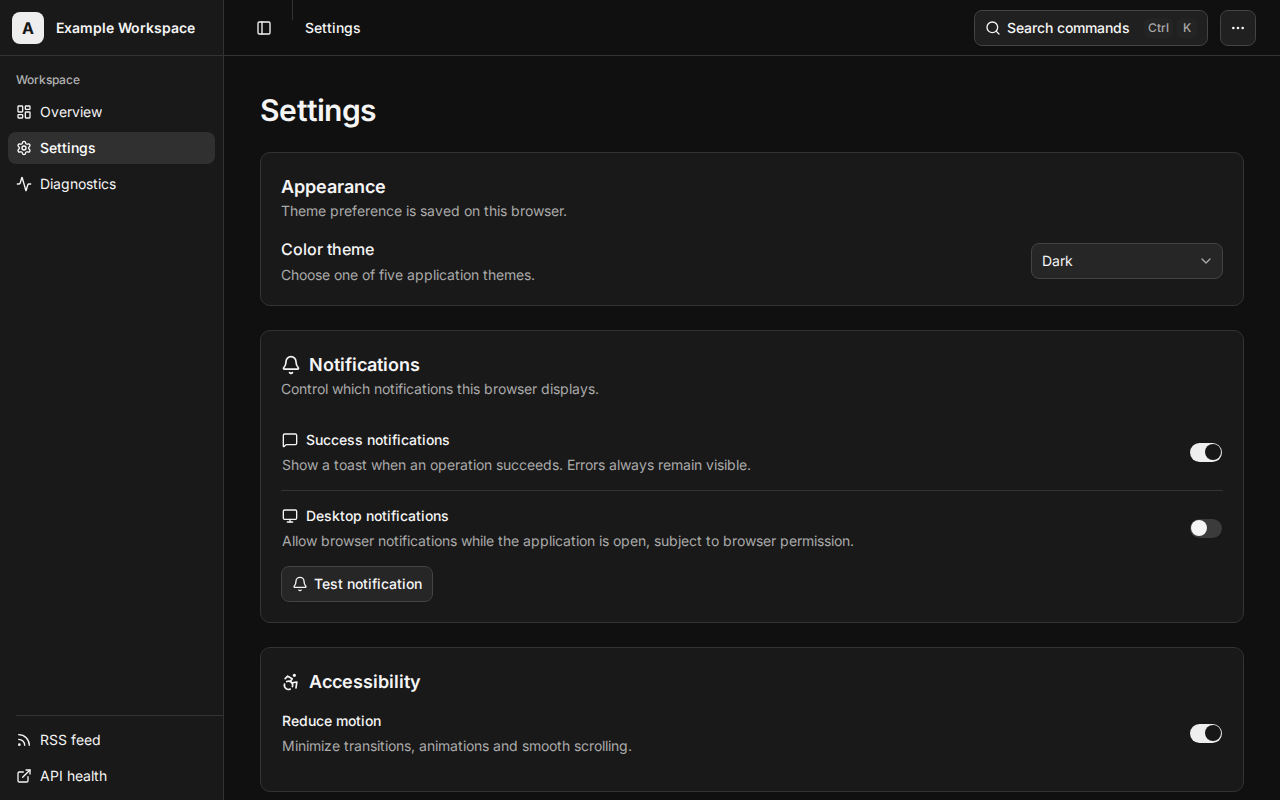 A
Example Workspace
Settings
Search commands
Ctrl
K
Workspace
Overview
Settings
Diagnostics
RSS feed
API health
Settings
Appearance
Theme preference is saved on this browser.
Color theme
Choose one of five application themes.
Dark
Notifications
Control which notifications this browser displays.
Success notifications
Show a toast when an operation succeeds. Errors always remain visible.
Desktop notifications
Allow browser notifications while the application is open, subject to browser permission.
Test notification
Accessibility
Reduce motion
Minimize transitions, animations and smooth scrolling.